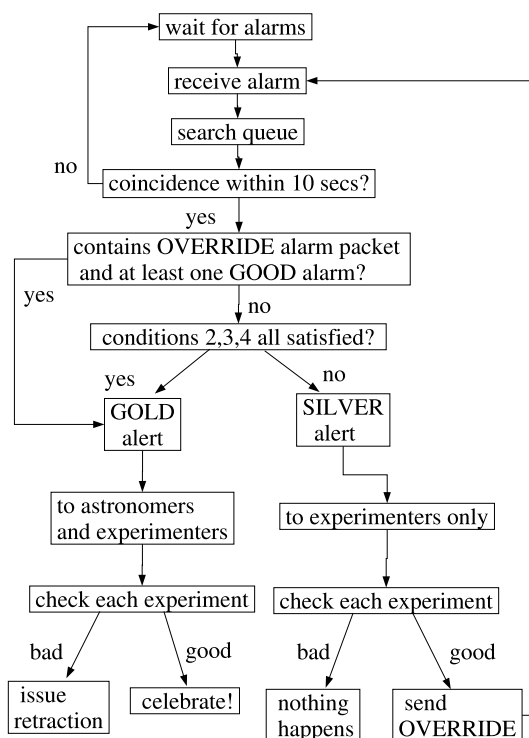 wait for alarms
receive alarm
search queue
no
coincidence within 10 secs?
yes
contains OVERRIDE alarm packet
and at least one GOOD alarm?
yes
no
conditions 2,3,4 all satisfied?
yes
no
GOLD
alert
SILVER
alert
to astronomers
and experimenters
to experimenters only
check each experiment
check each experiment
bad
good
bad
good
issue
retraction
celebrate!
nothing
happens
send
OVERRIDE